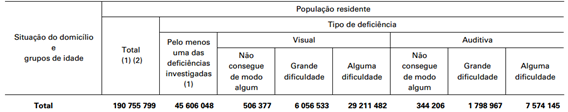 População residente
Tipo de deficiência
Situação do domicílio
e
grupos de idade
Total
(1) (2)
Pelo menos
uma das
deficiências
investigadas
(1)
Visual
Auditiva
Não
consegue
de modo
algum
Grande
dificuldade
Alguma
dificuldade
Não
consegue
de modo
algum
Grande
dificuldade
Alguma
dificuldade
Total 190 755 799 45 606 048 506 377 6 056 533 29 211 482 344 206 1 798 967 7 574 145